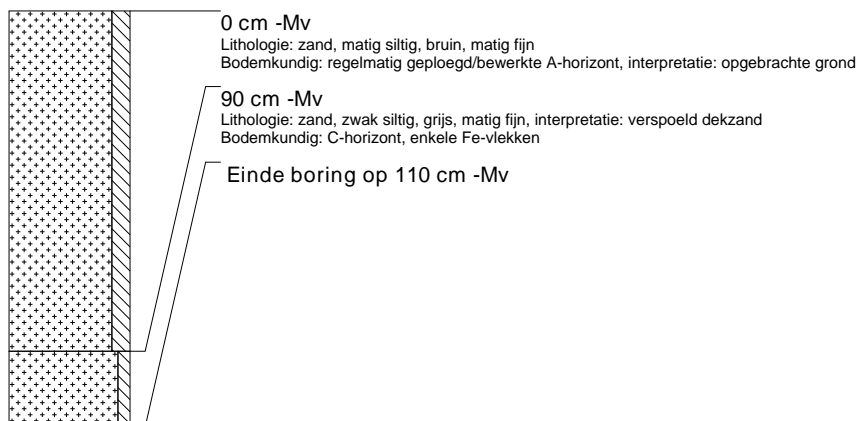 0 cm -Mv
Lithologie: zand, matig siltig, bruin, matig fijn
Bodemkundig: regelmatig geploegd/bewerkte A-horizont, interpretatie: opgebrachte grond
90 cm -Mv
Lithologie: zand, zwak siltig, grijs, matig fijn, interpretatie: verspoeld dekzand
Bodemkundig: C-horizont, enkele Fe-vlekken
Einde boring op 110 cm -Mv